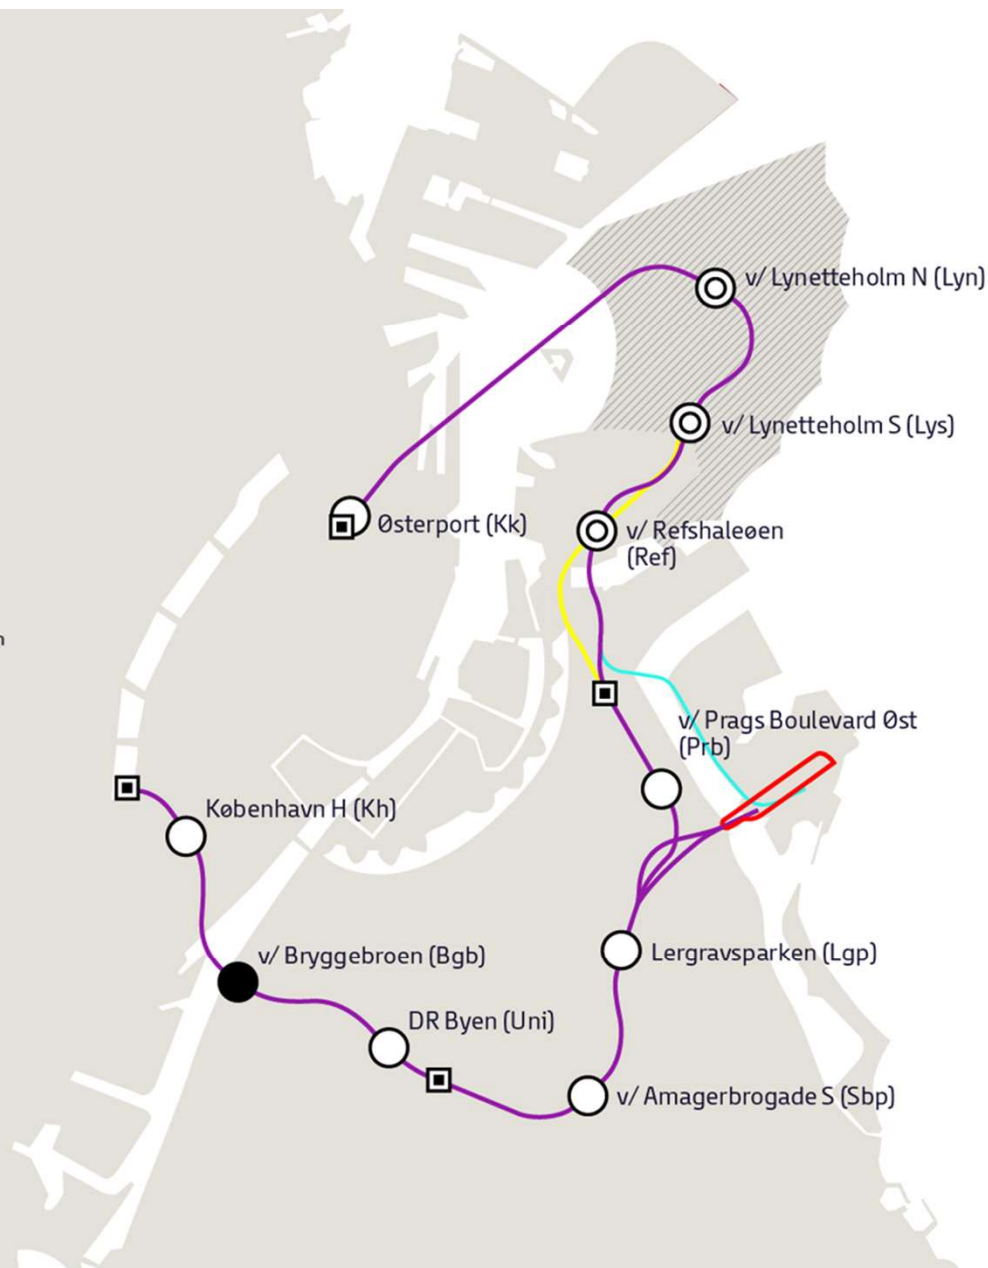 v/ Lynetteholm N (Lyn)
v/ Lynetteholm S (Lys)
Østerport (Kk)
v/ Refshaleøen
(Ref)
n
v/ Prags Boulevard Øst
(Prb)
København H (Kh)
v/ Bryggebroen (Bgb)
Lergravsparken (Lgp)
DR Byen (Uni)
v/ Amagerbrogade S (Sbp)